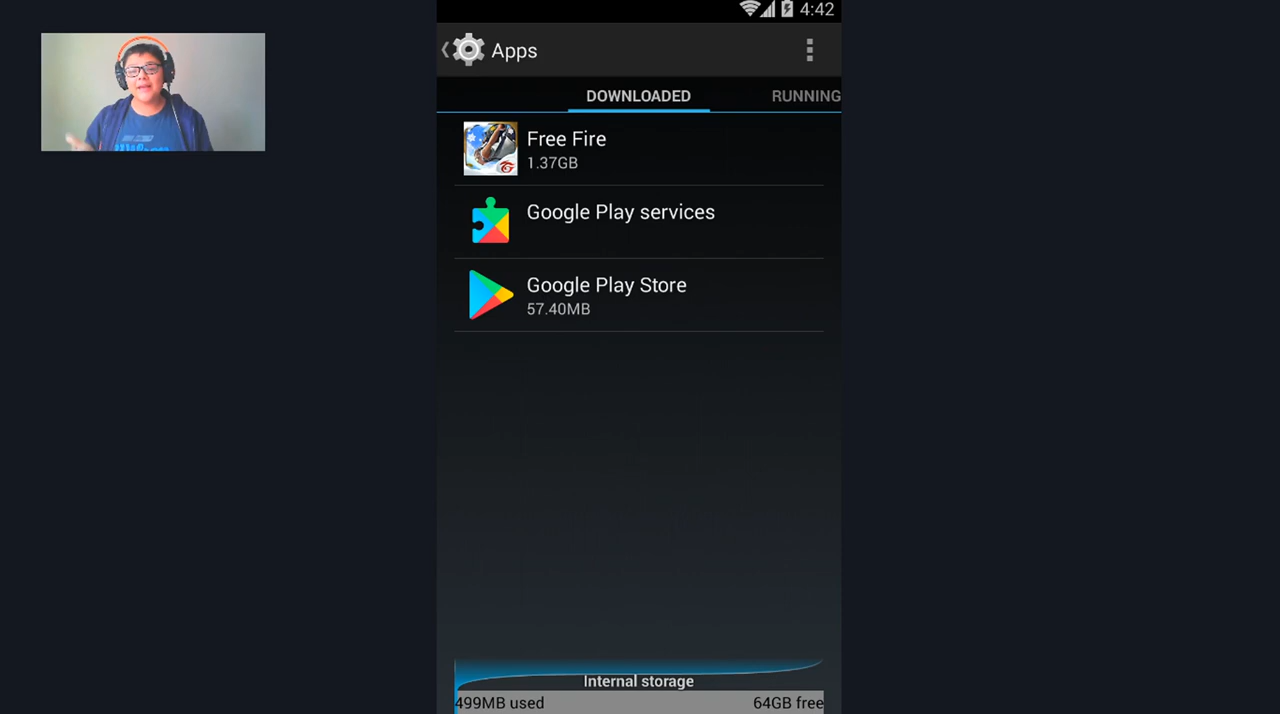 4:42
Apps
DOWNLOADED
RUNNING
Free Fire
1.37GB
Google Play services
Google Play Store
57.40MB
Internal storage
499MB used
64GB free